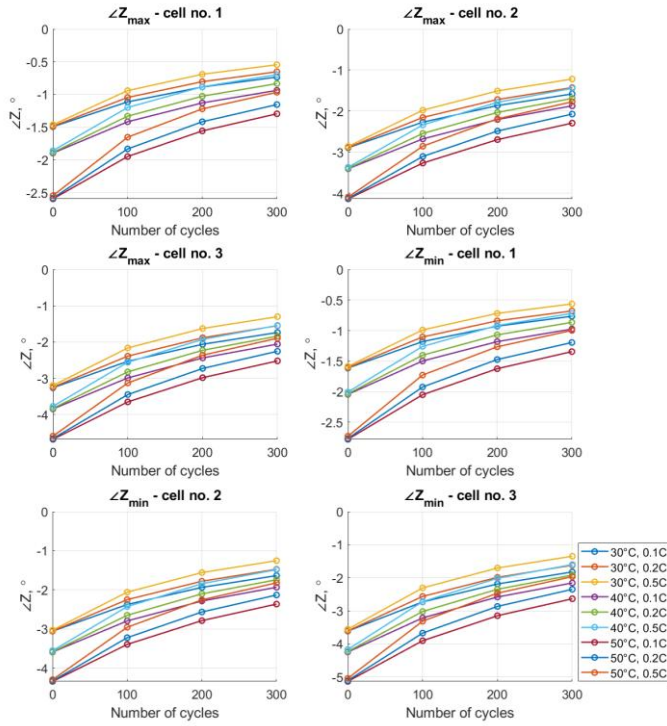 ∠Z_max - cell no. 1
0
-0.5
-1
-1.5
-2
-2.5
∠Z, °
0 100 200 300
Number of cycles
∠Z_max - cell no. 2
0
-1
-2
-3
-4
∠Z, °
0 100 200 300
Number of cycles
∠Z_max - cell no. 3
0
-1
-2
-3
-4
∠Z, °
0 100 200 300
Number of cycles
∠Z_min - cell no. 1
0
-0.5
-1
-1.5
-2
-2.5
∠Z, °
0 100 200 300
Number of cycles
∠Z_min - cell no. 2
0
-1
-2
-3
-4
∠Z, °
0 100 200 300
Number of cycles
∠Z_min - cell no. 3
0
-1
-2
-3
-4
-5
∠Z, °
0 100 200 300
Number of cycles
30°C, 0.1C
30°C, 0.2C
30°C, 0.5C
40°C, 0.1C
40°C, 0.2C
40°C, 0.5C
50°C, 0.1C
50°C, 0.2C
50°C, 0.5C